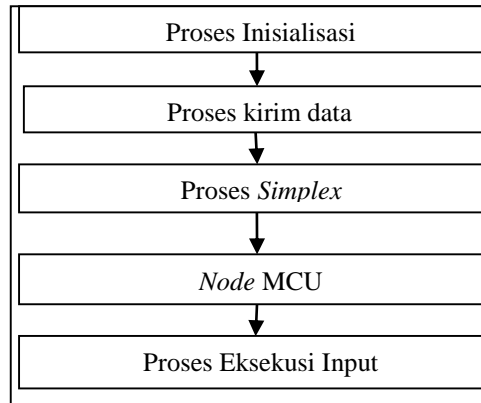 Proses Inisialisasi
Proses kirim data
Proses Simplex
Node MCU
Proses Eksekusi Input